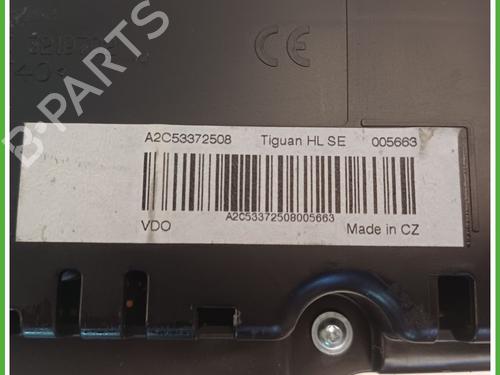 CE
A2C53372508 Tiguan HL SE 005663
A2C53372508005663
VDO Made in CZ
B-PARTS